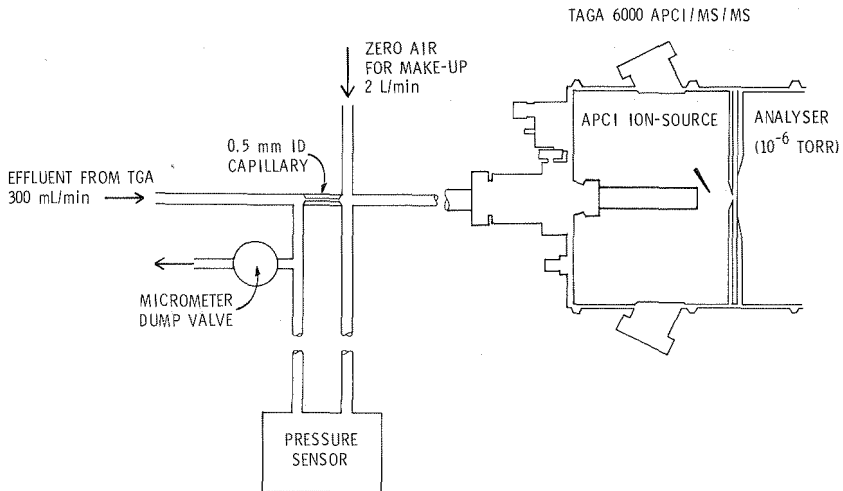 TAGA 6000 APCI/MS/MS
ZERO AIR
FOR MAKE-UP
2 L/min
0.5 mm ID
CAPILLARY
APCI ION-SOURCE
ANALYSER
(10⁻⁶ TORR)
EFFLUENT FROM TGA
300 mL/min
MICROMETER
DUMP VALVE
PRESSURE
SENSOR